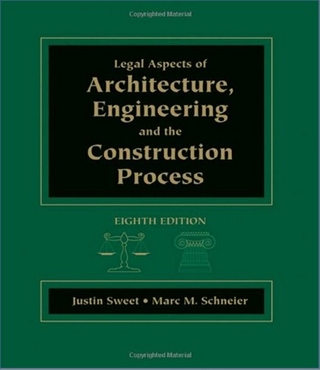 Copyrighted Material
Legal Aspects of
Architecture,
Engineering
and the
Construction
Process
EIGHTH EDITION
Justin Sweet • Marc M. Schneier
Copyrighted Material